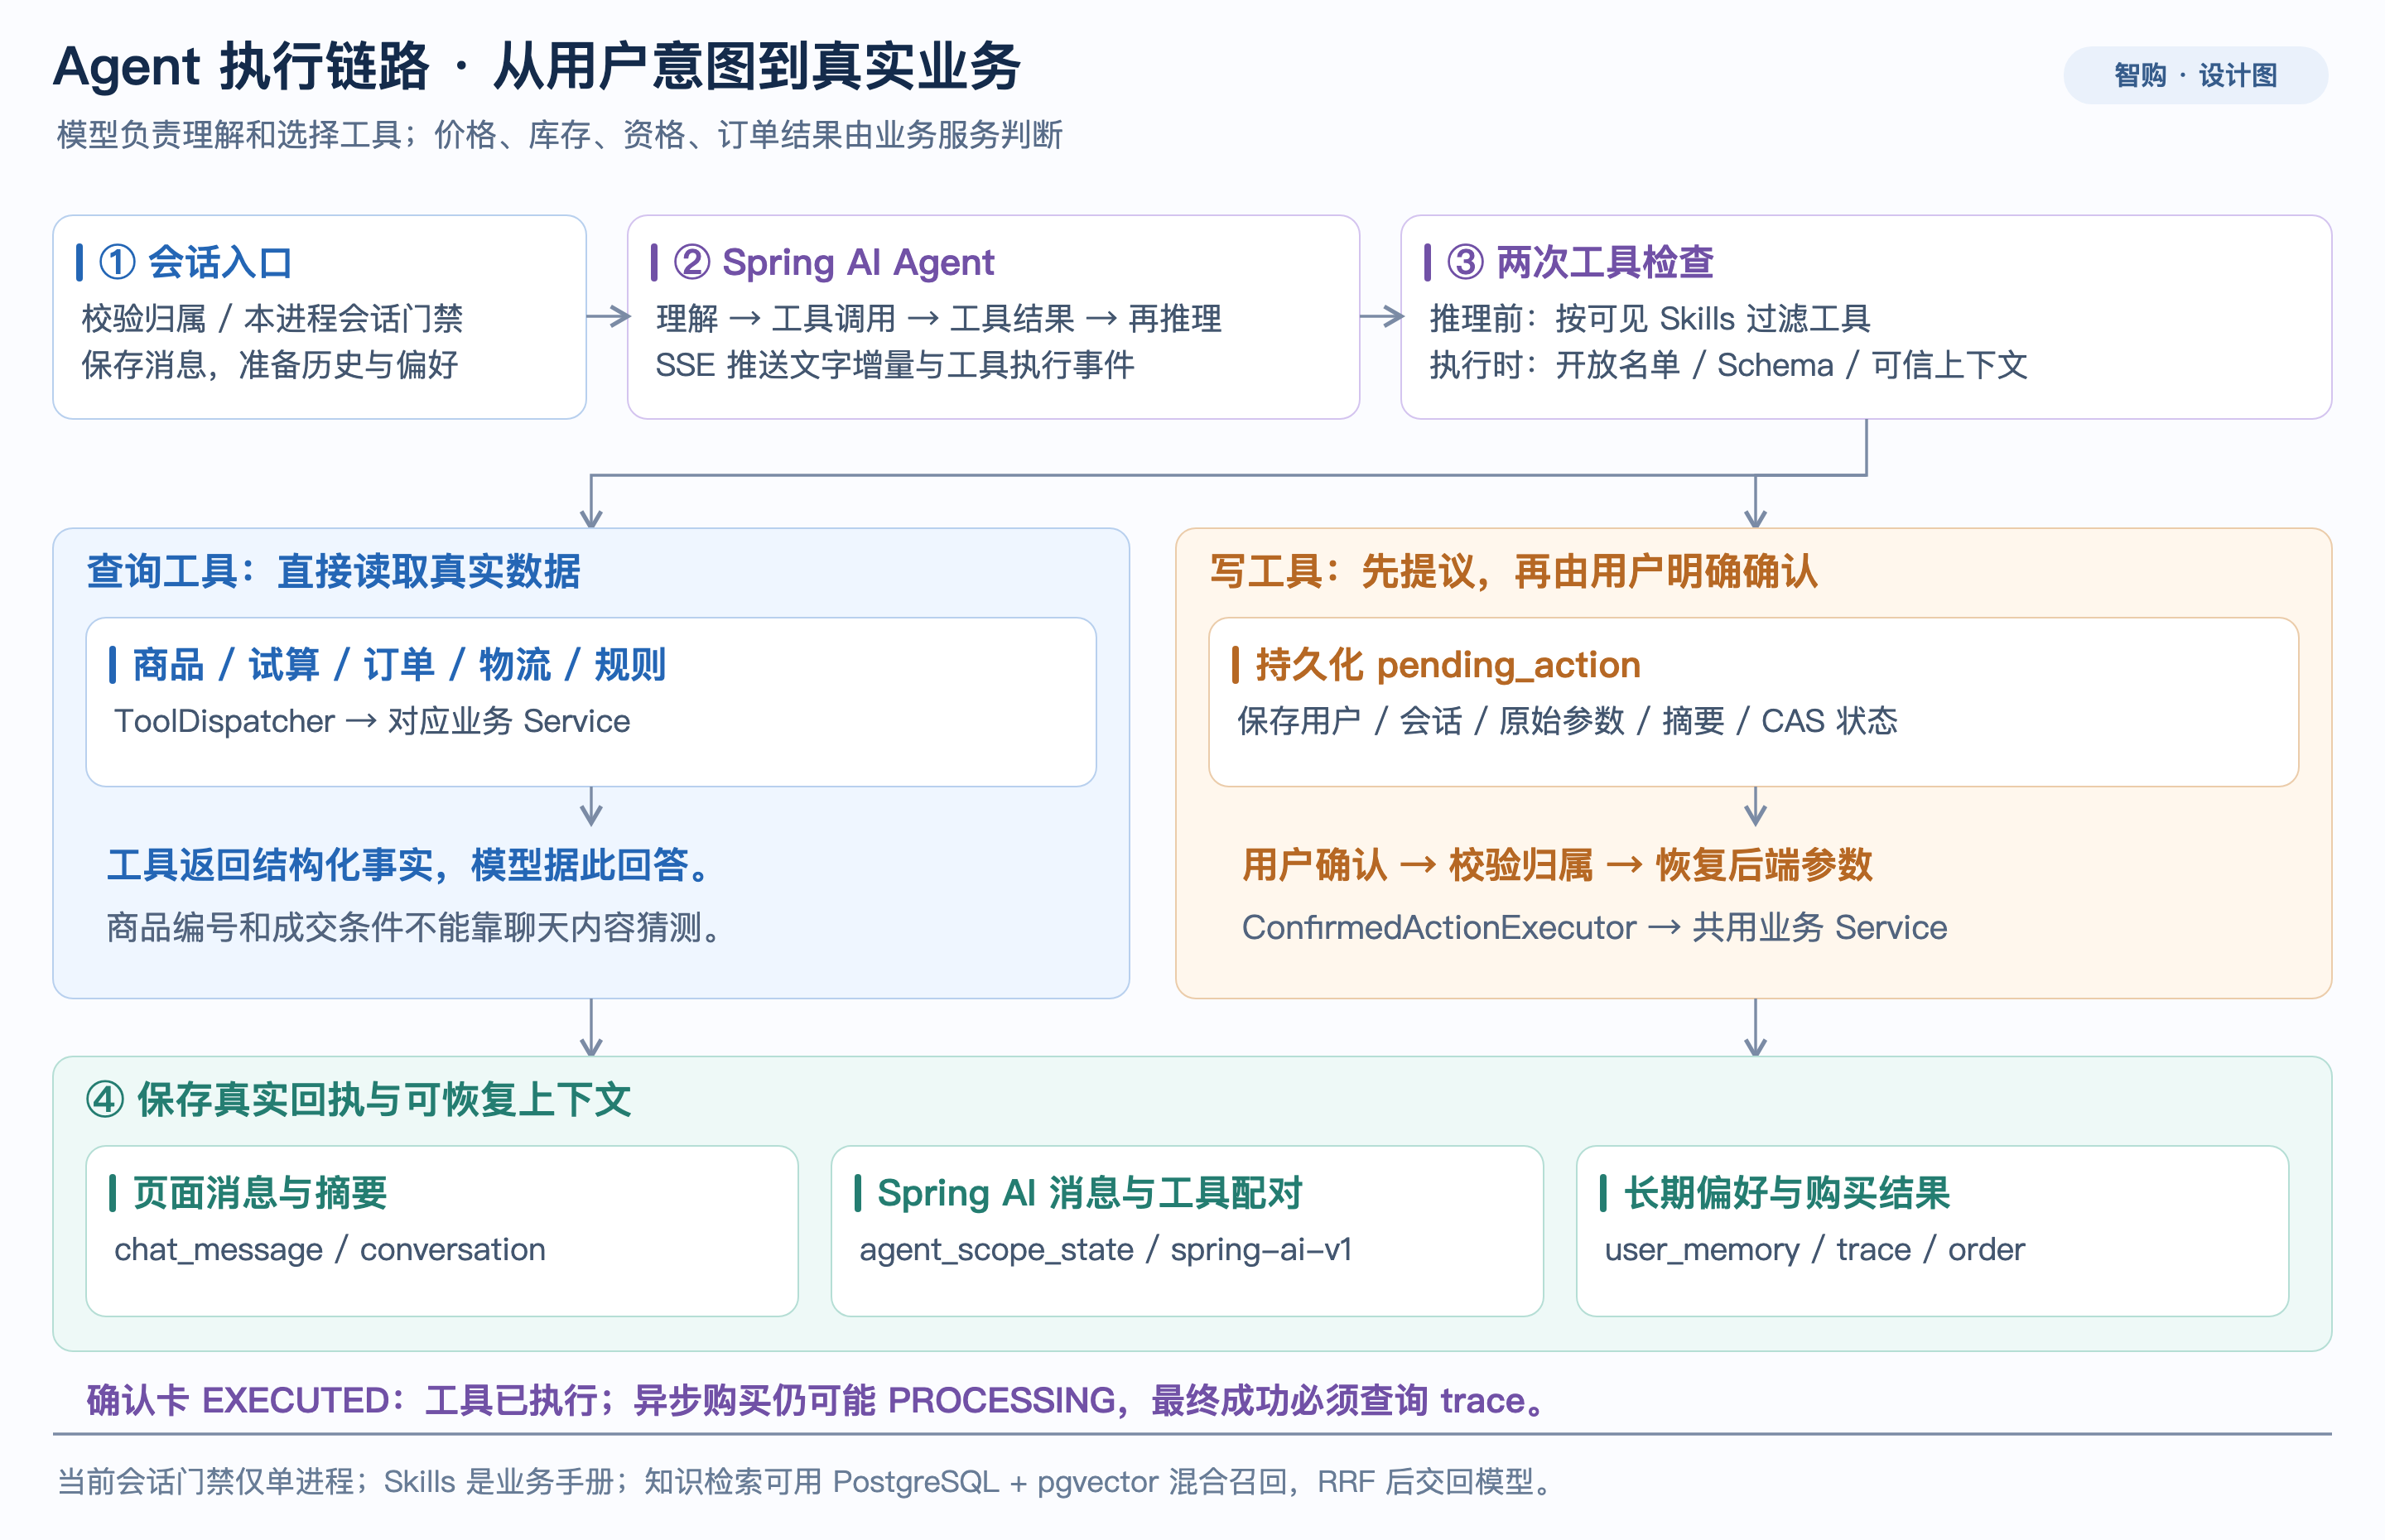 Agent 执行链路 · 从用户意图到真实业务
智购 · 设计图
模型负责理解和选择工具；价格、库存、资格、订单结果由业务服务判断
① 会话入口
校验归属 / 本进程会话门禁
保存消息，准备历史与偏好
② Spring AI Agent
理解 → 工具调用 → 工具结果 → 再推理
SSE 推送文字增量与工具执行事件
③ 两次工具检查
推理前：按可见 Skills 过滤工具
执行时：开放名单 / Schema / 可信上下文
查询工具：直接读取真实数据
商品 / 试算 / 订单 / 物流 / 规则
ToolDispatcher → 对应业务 Service
工具返回结构化事实，模型据此回答。
商品编号和成交条件不能靠聊天内容猜测。
写工具：先提议，再由用户明确确认
持久化 pending_action
保存用户 / 会话 / 原始参数 / 摘要 / CAS 状态
用户确认 → 校验归属 → 恢复后端参数
ConfirmedActionExecutor → 共用业务 Service
④ 保存真实回执与可恢复上下文
页面消息与摘要
chat_message / conversation
Spring AI 消息与工具配对
agent_scope_state / spring-ai-v1
长期偏好与购买结果
user_memory / trace / order
确认卡 EXECUTED：工具已执行；异步购买仍可能 PROCESSING，最终成功必须查询 trace。
当前会话门禁仅单进程；Skills 是业务手册；知识检索可用 PostgreSQL + pgvector 混合召回，RRF 后交回模型。